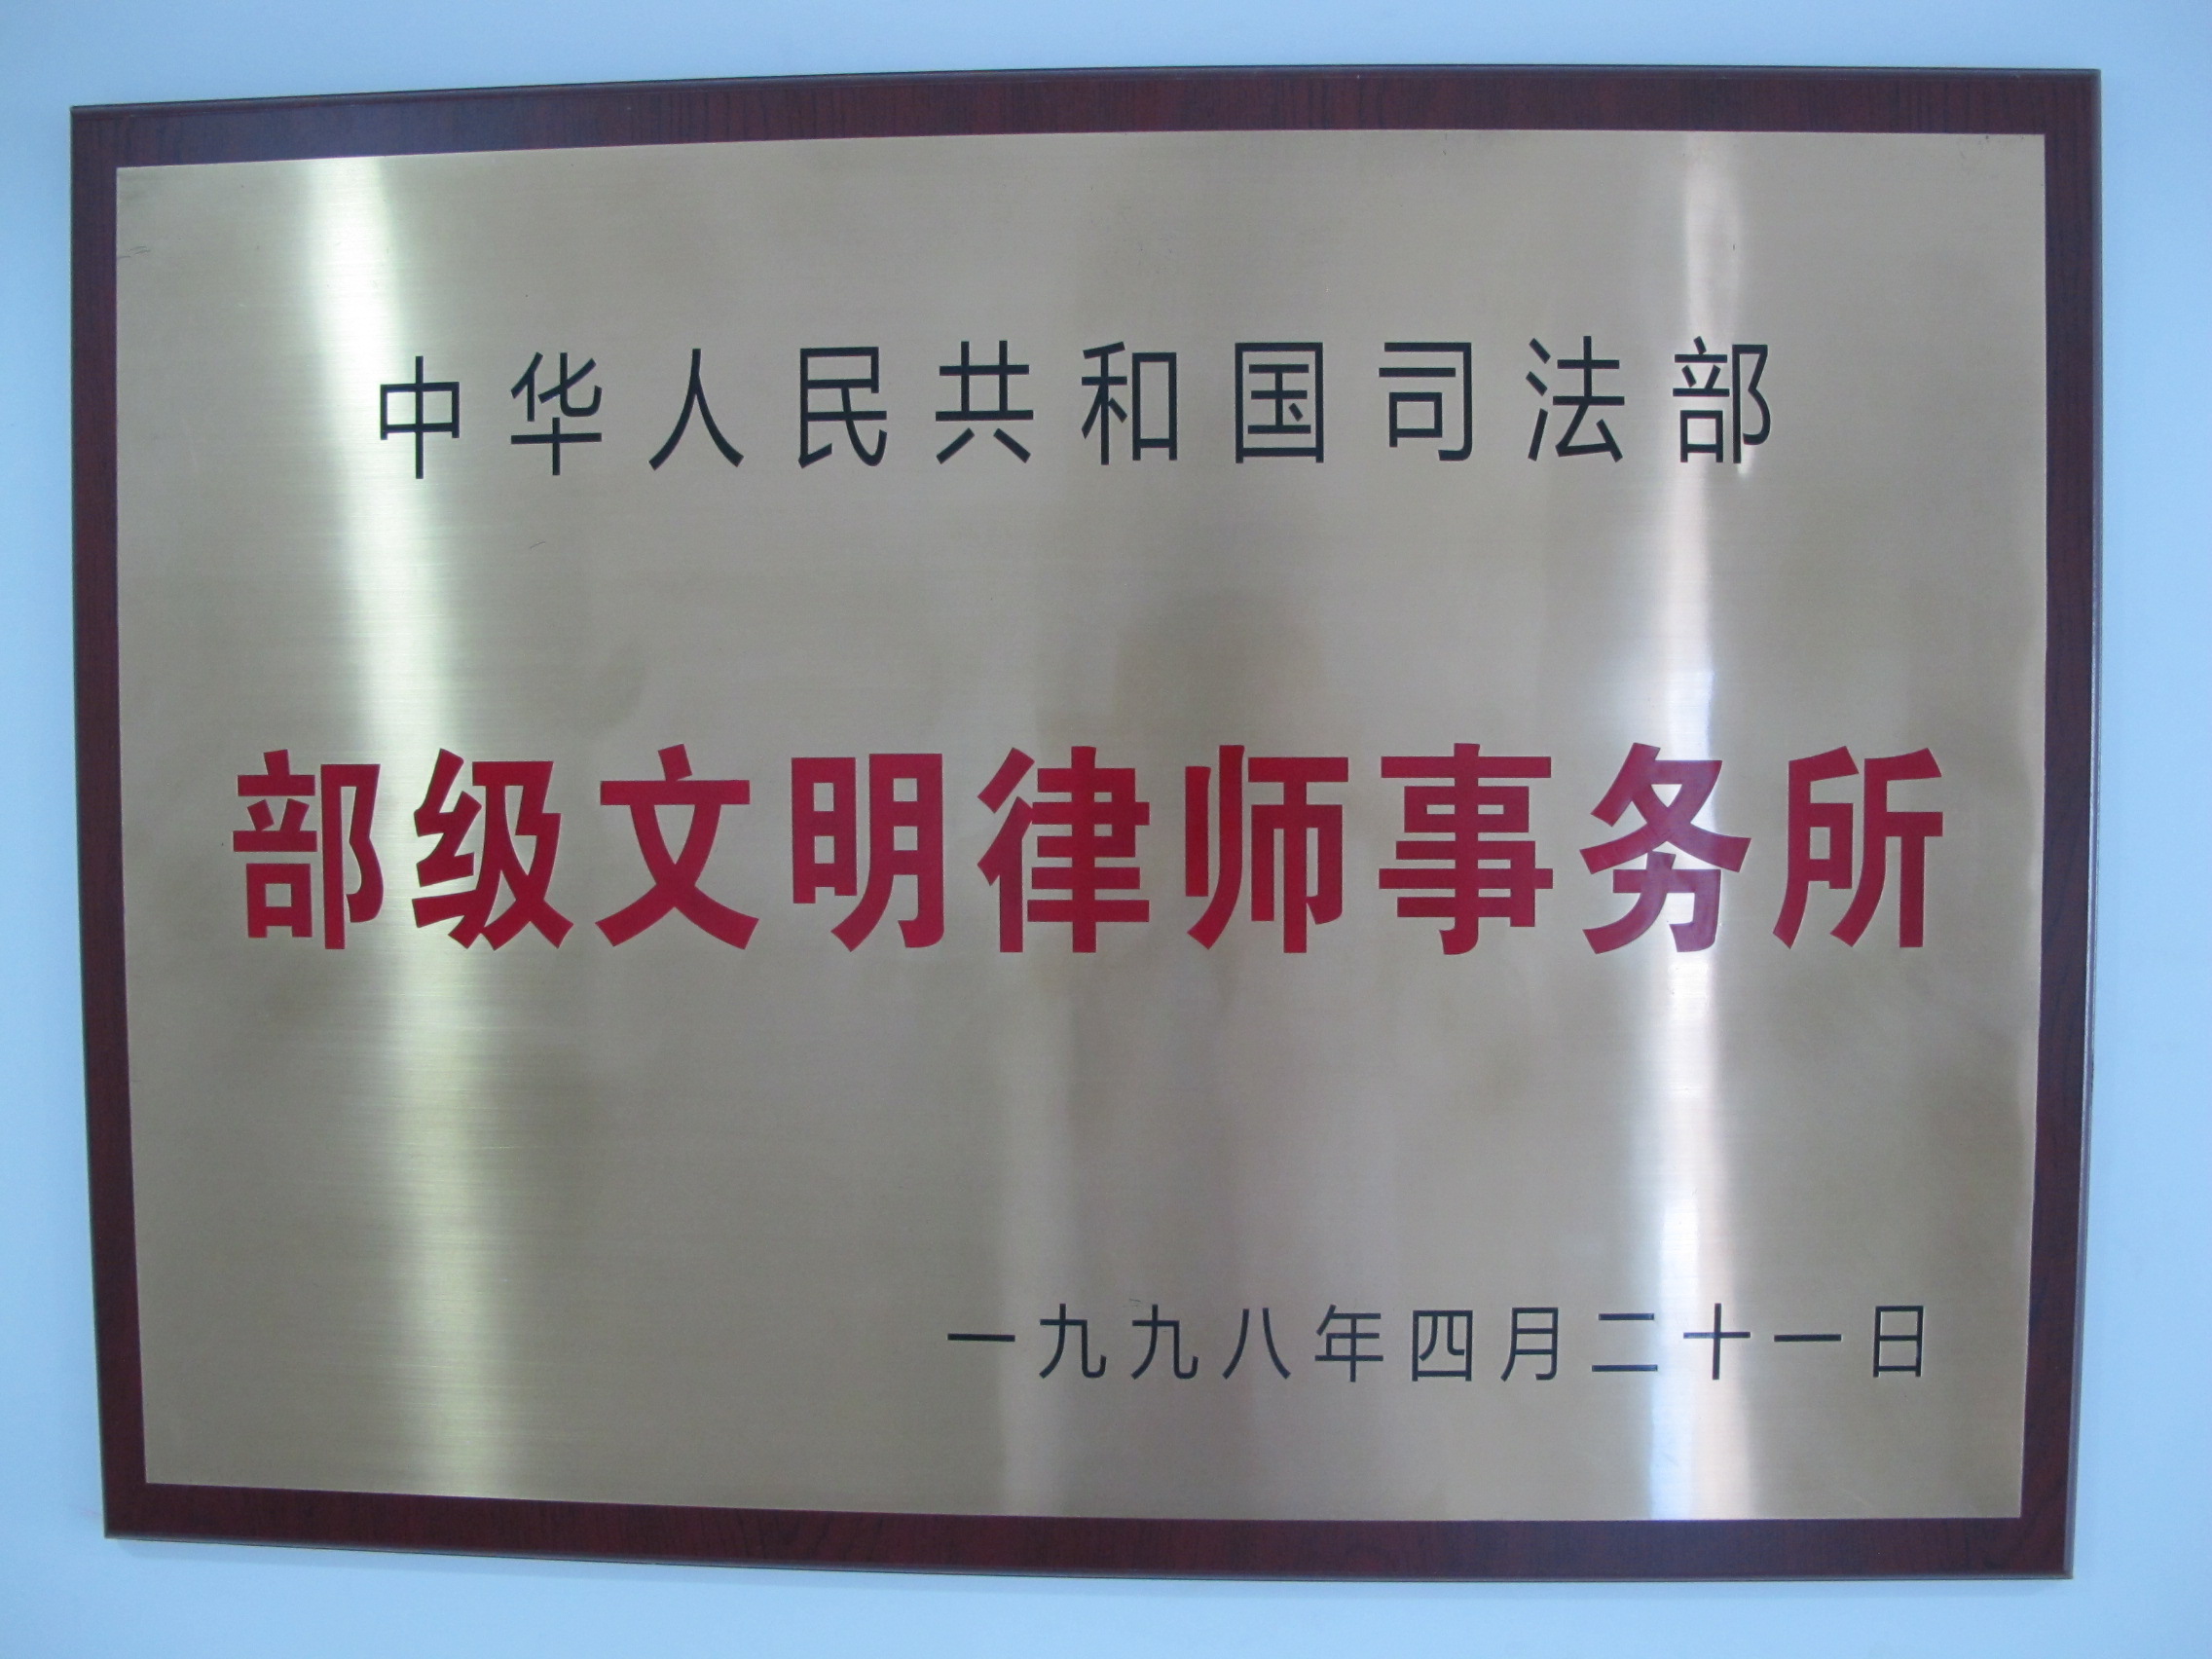 中华人民共和国司法部
部级文明律师事务所
一九九八年四月二十一日